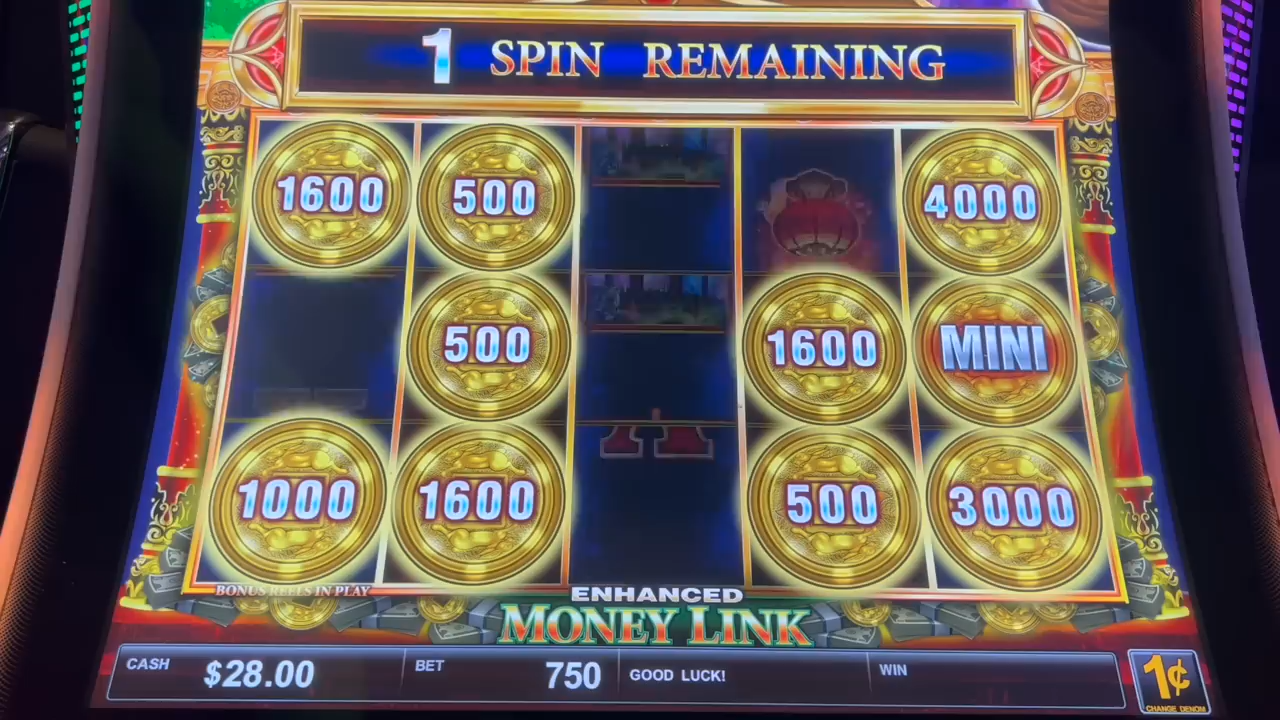 1 SPIN REMAINING
1600 500 4000
500 1600 MINI
1000 1600 500 3000
BONUS REELS IN PLAY
ENHANCED
MONEY LINK
CASH $28.00 BET 750 GOOD LUCK! WIN
1¢
CHANGE DENOM